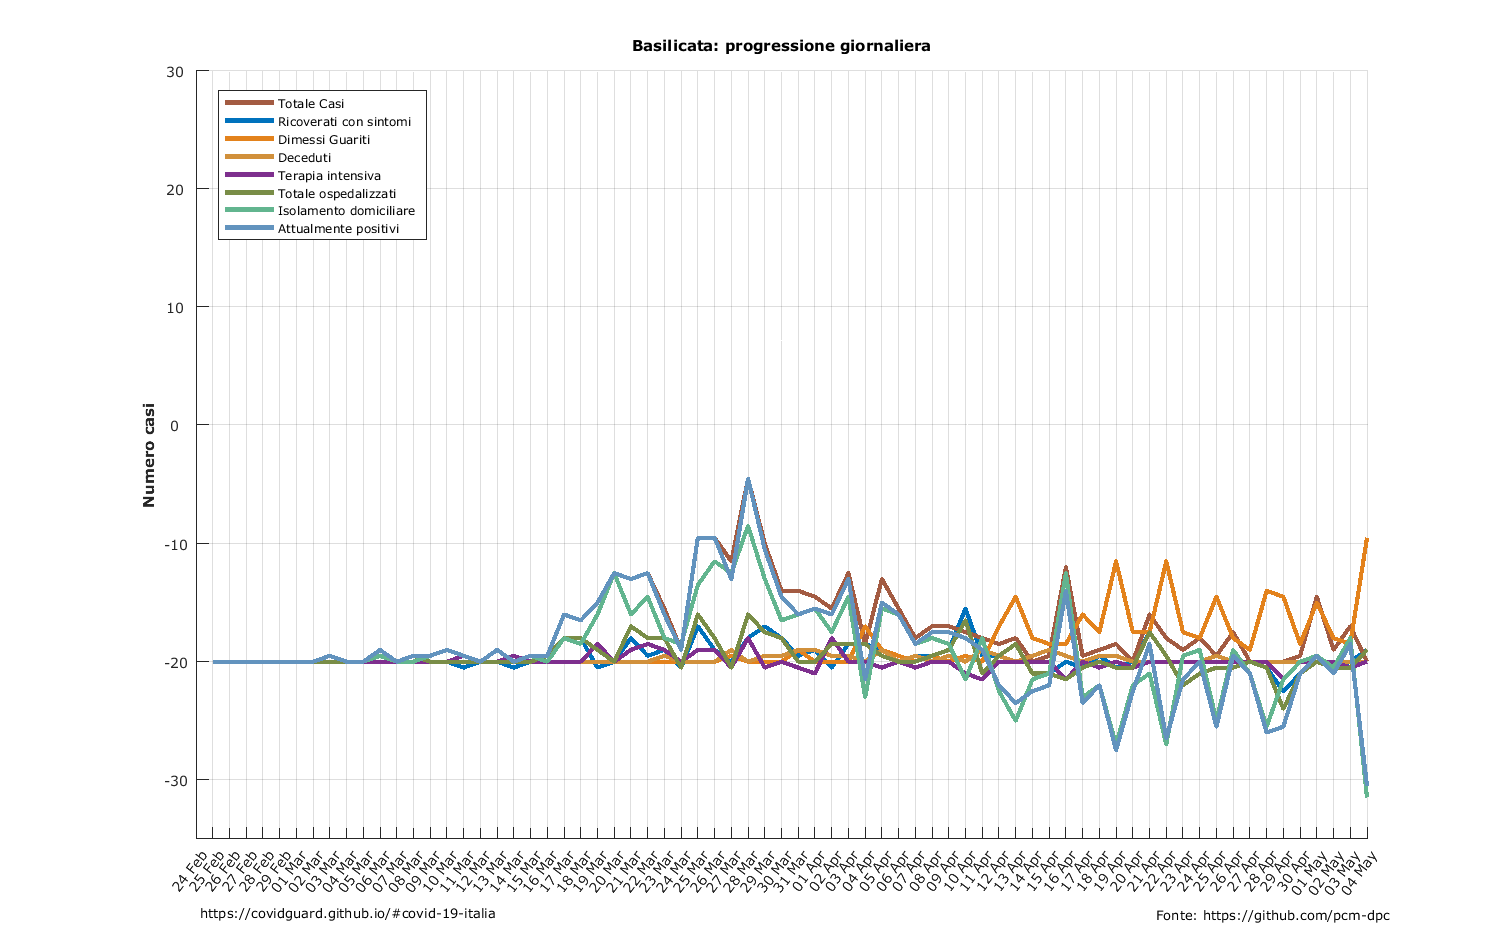 Basilicata: progressione giornaliera
30
20
10
0
-10
-20
-30
Numero casi
Totale Casi
Ricoverati con sintomi
Dimessi Guariti
Deceduti
Terapia intensiva
Totale ospedalizzati
Isolamento domiciliare
Attualmente positivi
24 Feb
25 Feb
26 Feb
27 Feb
28 Feb
29 Feb
01 Mar
02 Mar
03 Mar
04 Mar
05 Mar
06 Mar
07 Mar
08 Mar
09 Mar
10 Mar
11 Mar
12 Mar
13 Mar
14 Mar
15 Mar
16 Mar
17 Mar
18 Mar
19 Mar
20 Mar
21 Mar
22 Mar
23 Mar
24 Mar
25 Mar
26 Mar
27 Mar
28 Mar
29 Mar
30 Mar
31 Mar
01 Apr
02 Apr
03 Apr
04 Apr
05 Apr
06 Apr
07 Apr
08 Apr
09 Apr
10 Apr
11 Apr
12 Apr
13 Apr
14 Apr
15 Apr
16 Apr
17 Apr
18 Apr
19 Apr
20 Apr
21 Apr
22 Apr
23 Apr
24 Apr
25 Apr
26 Apr
27 Apr
28 Apr
29 Apr
30 Apr
01 May
02 May
03 May
04 May
https://covidguard.github.io/#covid-19-italia
Fonte: https://github.com/pcm-dpc